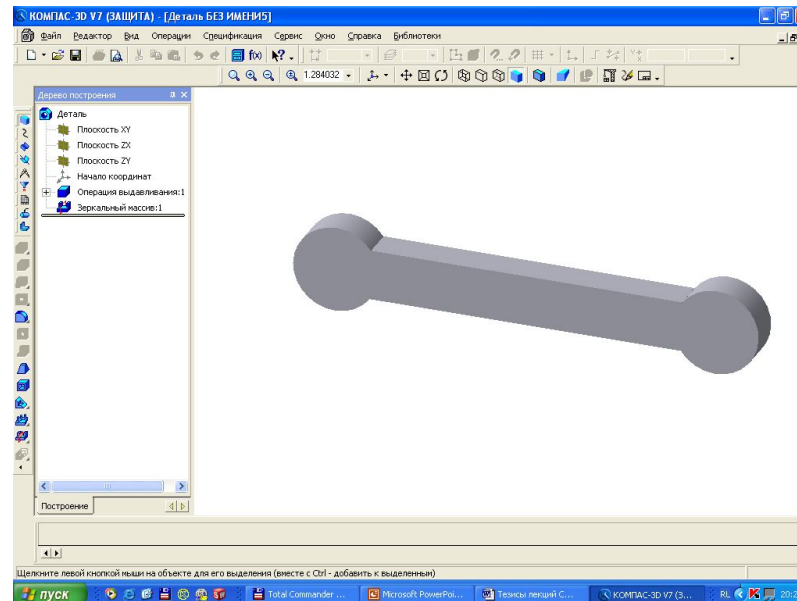 КОМПАС-3D V7 (ЗАЩИТА) - [Деталь БЕЗ ИМЕНИ5]
Файл Редактор Вид Операции Спецификация Сервис Окно Справка Библиотеки
f(x)
1.284032
Дерево построения
Деталь
Плоскость XY
Плоскость ZX
Плоскость ZY
Начало координат
Операция выдавливания:1
Зеркальный массив:1
Построение
Щелкните левой кнопкой мыши на объекте для его выделения (вместе с Ctrl - добавить к выделенным)
пуск Total Commander ... Microsoft PowerPoi... Тезисы лекций С... КОМПАС-3D V7 (З... RL